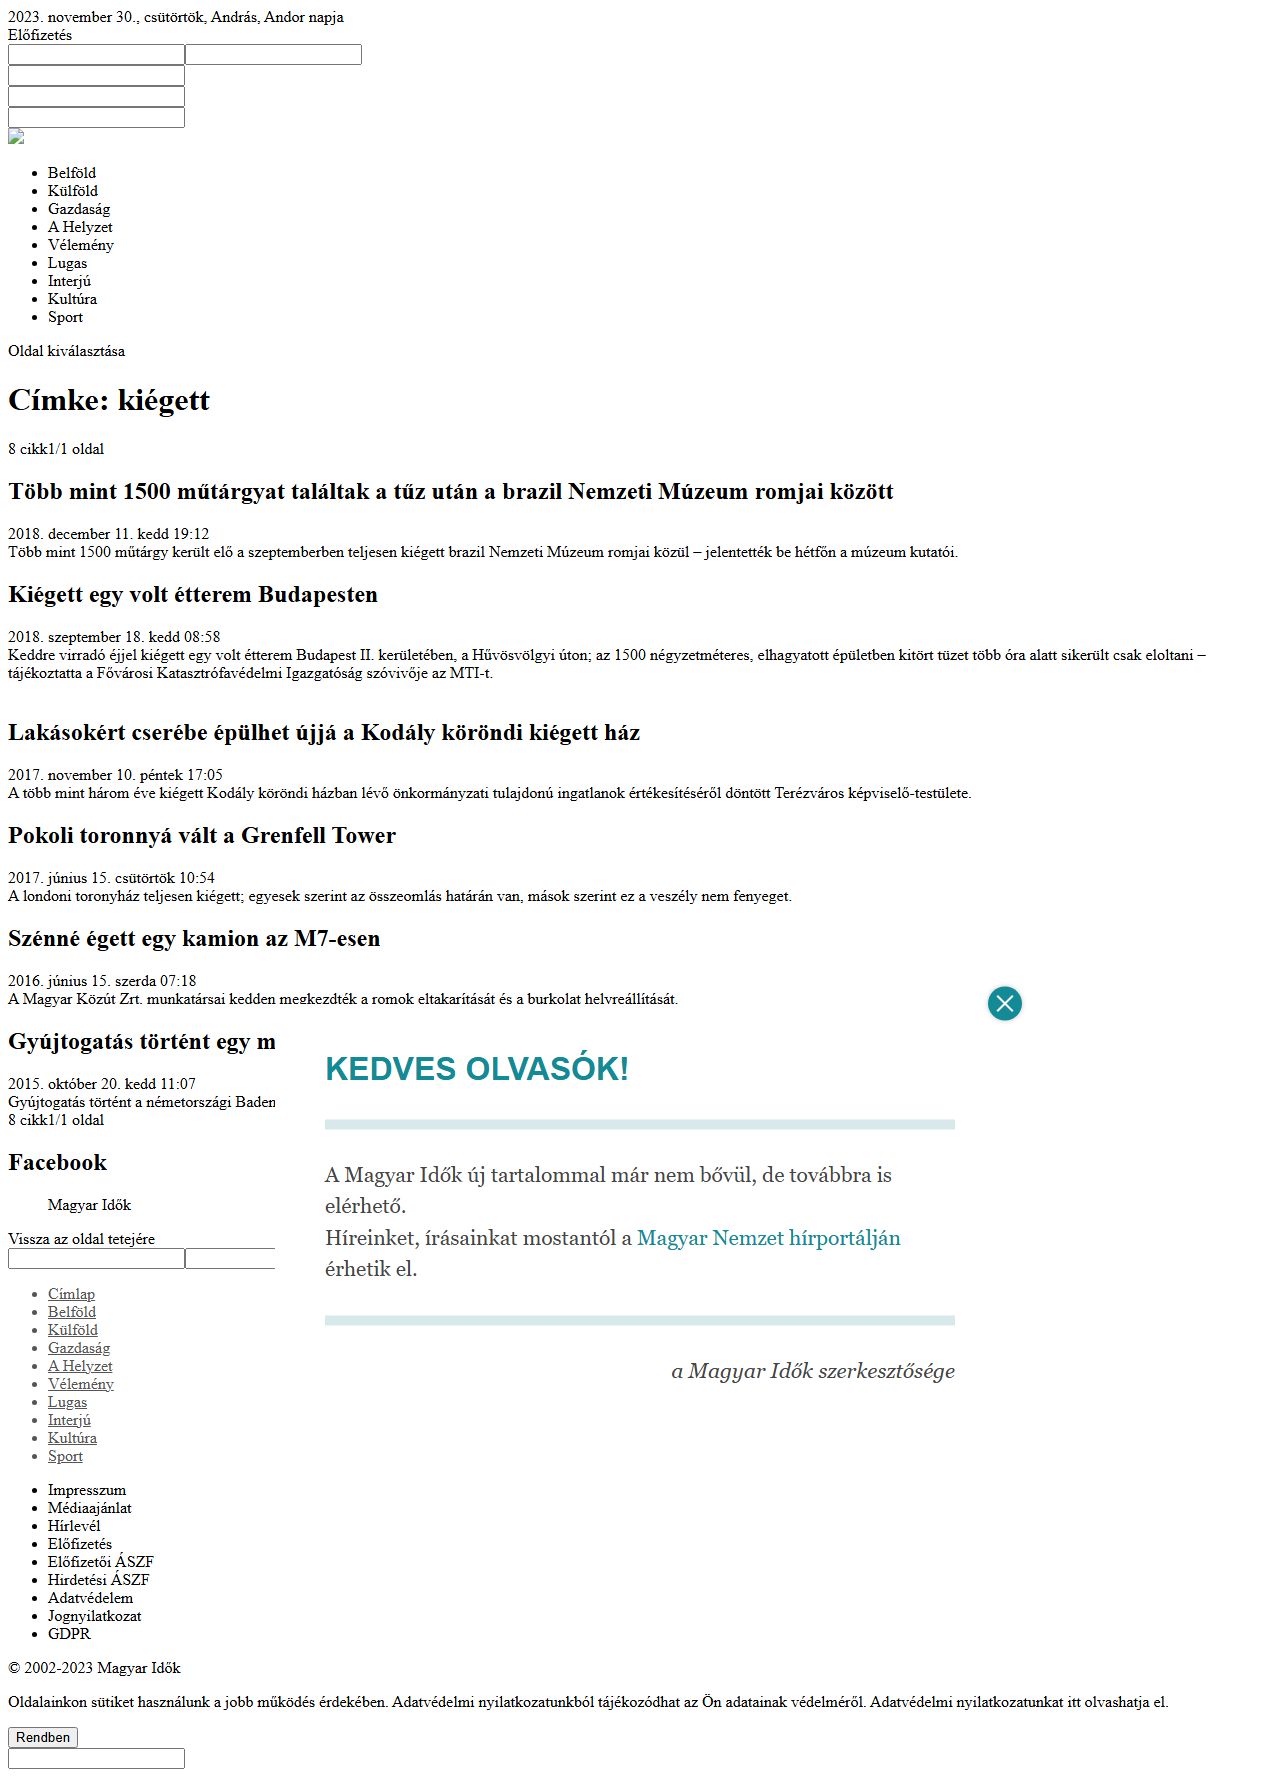 2023. november 30., csütörtök, András, Andor napja
Előfizetés
Belföld
Külföld
Gazdaság
A Helyzet
Vélemény
Lugas
Interjú
Kultúra
Sport
Oldal kiválasztása
Címke: kiégett
8 cikk1/1 oldal
Több mint 1500 műtárgyat találtak a tűz után a brazil Nemzeti Múzeum romjai között
2018. december 11. kedd 19:12
Több mint 1500 műtárgy került elő a szeptemberben teljesen kiégett brazil Nemzeti Múzeum romjai közül – jelentették be hétfőn a múzeum kutatói.
Kiégett egy volt étterem Budapesten
2018. szeptember 18. kedd 08:58
Keddre virradó éjjel kiégett egy volt étterem Budapest II. kerületében, a Hűvösvölgyi úton; az 1500 négyzetméteres, elhagyatott épületben kitört tüzet több óra alatt sikerült csak eloltani –
tájékoztatta a Fővárosi Katasztrófavédelmi Igazgatóság szóvivője az MTI-t.
Lakásokért cserébe épülhet újjá a Kodály köröndi kiégett ház
2017. november 10. péntek 17:05
A több mint három éve kiégett Kodály köröndi házban lévő önkormányzati tulajdonú ingatlanok értékesítéséről döntött Terézváros képviselő-testülete.
Pokoli toronnyá vált a Grenfell Tower
2017. június 15. csütörtök 10:54
A londoni toronyház teljesen kiégett; egyesek szerint az összeomlás határán van, mások szerint ez a veszély nem fenyeget.
Szénné égett egy kamion az M7-esen
2016. június 15. szerda 07:18
A Magyar Közút Zrt. munkatársai kedden megkezdték a romok eltakarítását és a burkolat helyreállítását.
Gyújtogatás történt egy m
2015. október 20. kedd 11:07
Gyújtogatás történt a németországi Baden
8 cikk1/1 oldal
Facebook
Magyar Idők
Vissza az oldal tetejére
KEDVES OLVASÓK!
A Magyar Idők új tartalommal már nem bővül, de továbbra is
elérhető.
Híreinket, írásainkat mostantól a Magyar Nemzet hírportálján
érhetik el.
a Magyar Idők szerkesztősége
Címlap
Belföld
Külföld
Gazdaság
A Helyzet
Vélemény
Lugas
Interjú
Kultúra
Sport
Impresszum
Médiaajánlat
Hírlevél
Előfizetés
Előfizetői ÁSZF
Hirdetési ÁSZF
Adatvédelem
Jognyilatkozat
GDPR
© 2002-2023 Magyar Idők
Oldalainkon sütiket használunk a jobb működés érdekében. Adatvédelmi nyilatkozatunkból tájékozódhat az Ön adatainak védelméről. Adatvédelmi nyilatkozatunkat itt olvashatja el.
Rendben